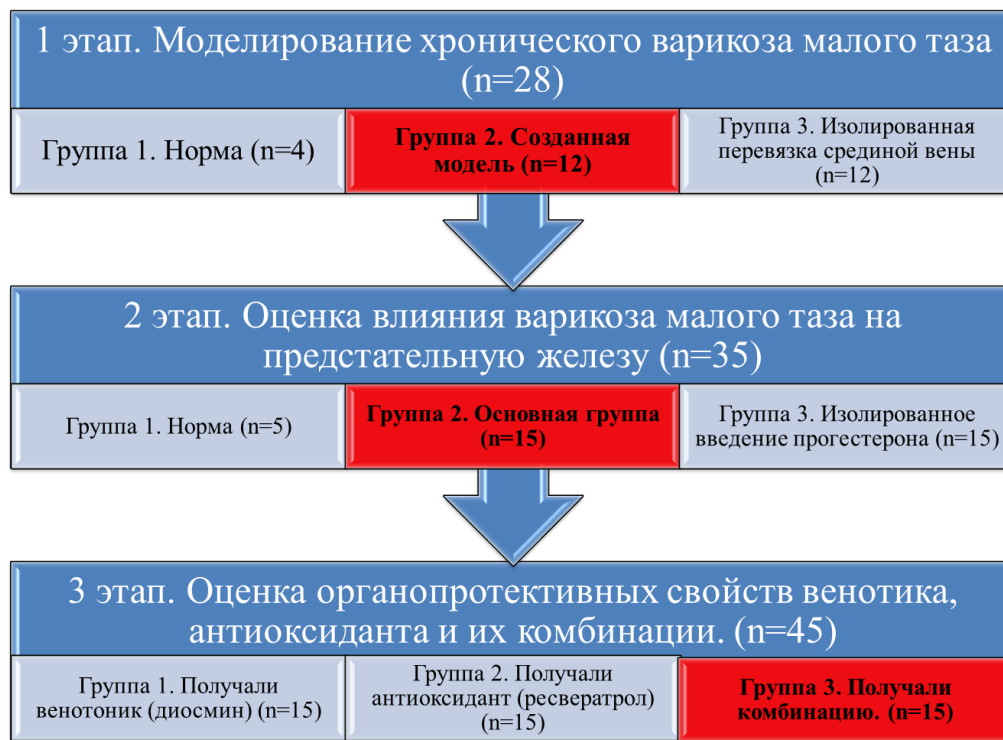 1 этап. Моделирование хронического варикоза малого таза
(n=28)
Группа 1. Норма (n=4)
Группа 2. Созданная
модель (n=12)
Группа 3. Изолированная
перевязка срединой вены
(n=12)
2 этап. Оценка влияния варикоза малого таза на
предстательную железу (n=35)
Группа 1. Норма (n=5)
Группа 2. Основная группа
(n=15)
Группа 3. Изолированное
введение прогестерона (n=15)
3 этап. Оценка органопротективных свойств венотика,
антиоксиданта и их комбинации. (n=45)
Группа 1. Получали
венотоник (диосмин) (n=15)
Группа 2. Получали
антиоксидант (ресвератрол)
(n=15)
Группа 3. Получали
комбинацию. (n=15)